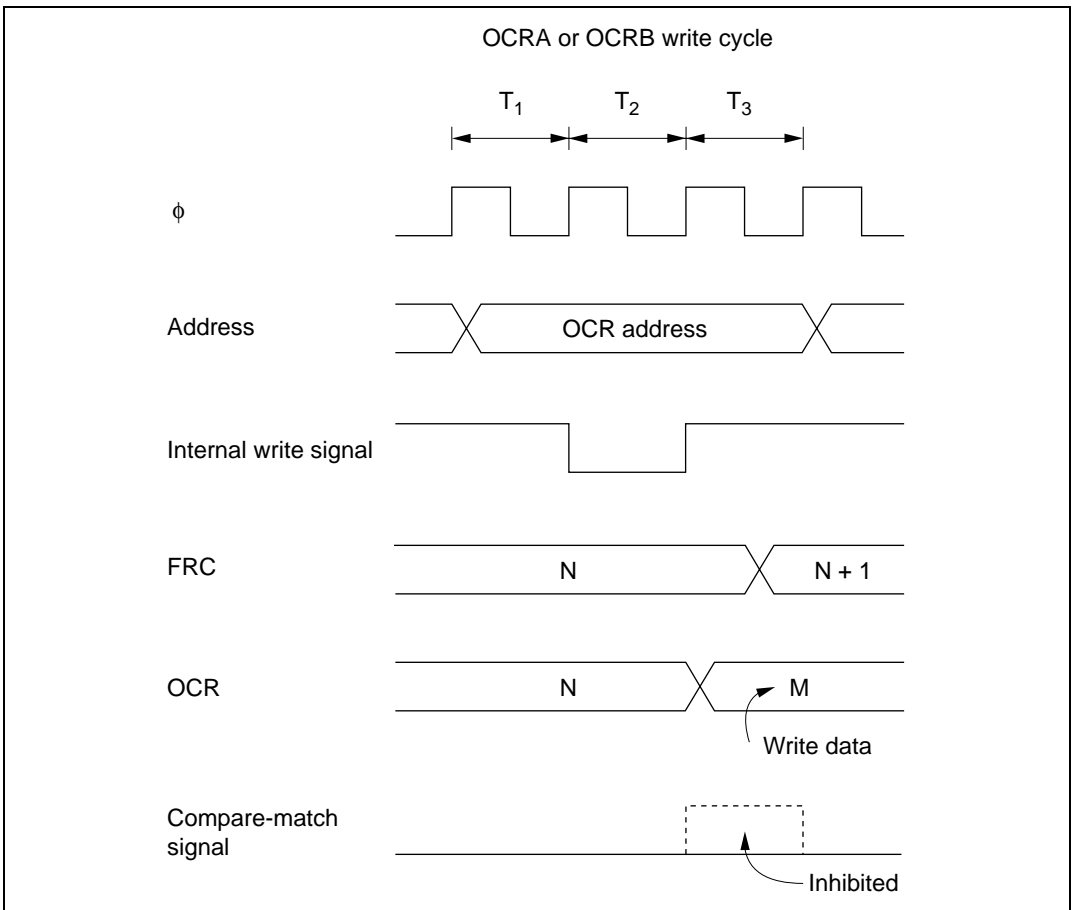 OCRA or OCRB write cycle
T1 T2 T3
ϕ
Address
OCR address
Internal write signal
FRC
N
N + 1
OCR
N
M
Write data
Compare-match
signal
Inhibited